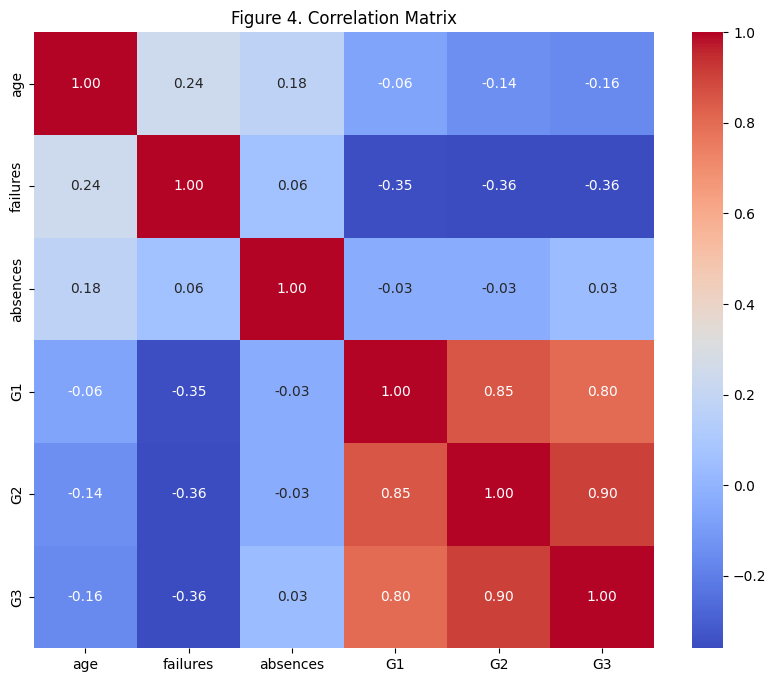 Figure 4. Correlation Matrix
age 1.00 0.24 0.18 -0.06 -0.14 -0.16
failures 0.24 1.00 0.06 -0.35 -0.36 -0.36
absences 0.18 0.06 1.00 -0.03 -0.03 0.03
G1 -0.06 -0.35 -0.03 1.00 0.85 0.80
G2 -0.14 -0.36 -0.03 0.85 1.00 0.90
G3 -0.16 -0.36 0.03 0.80 0.90 1.00
age failures absences G1 G2 G3
1.0
0.8
0.6
0.4
0.2
0.0
−0.2